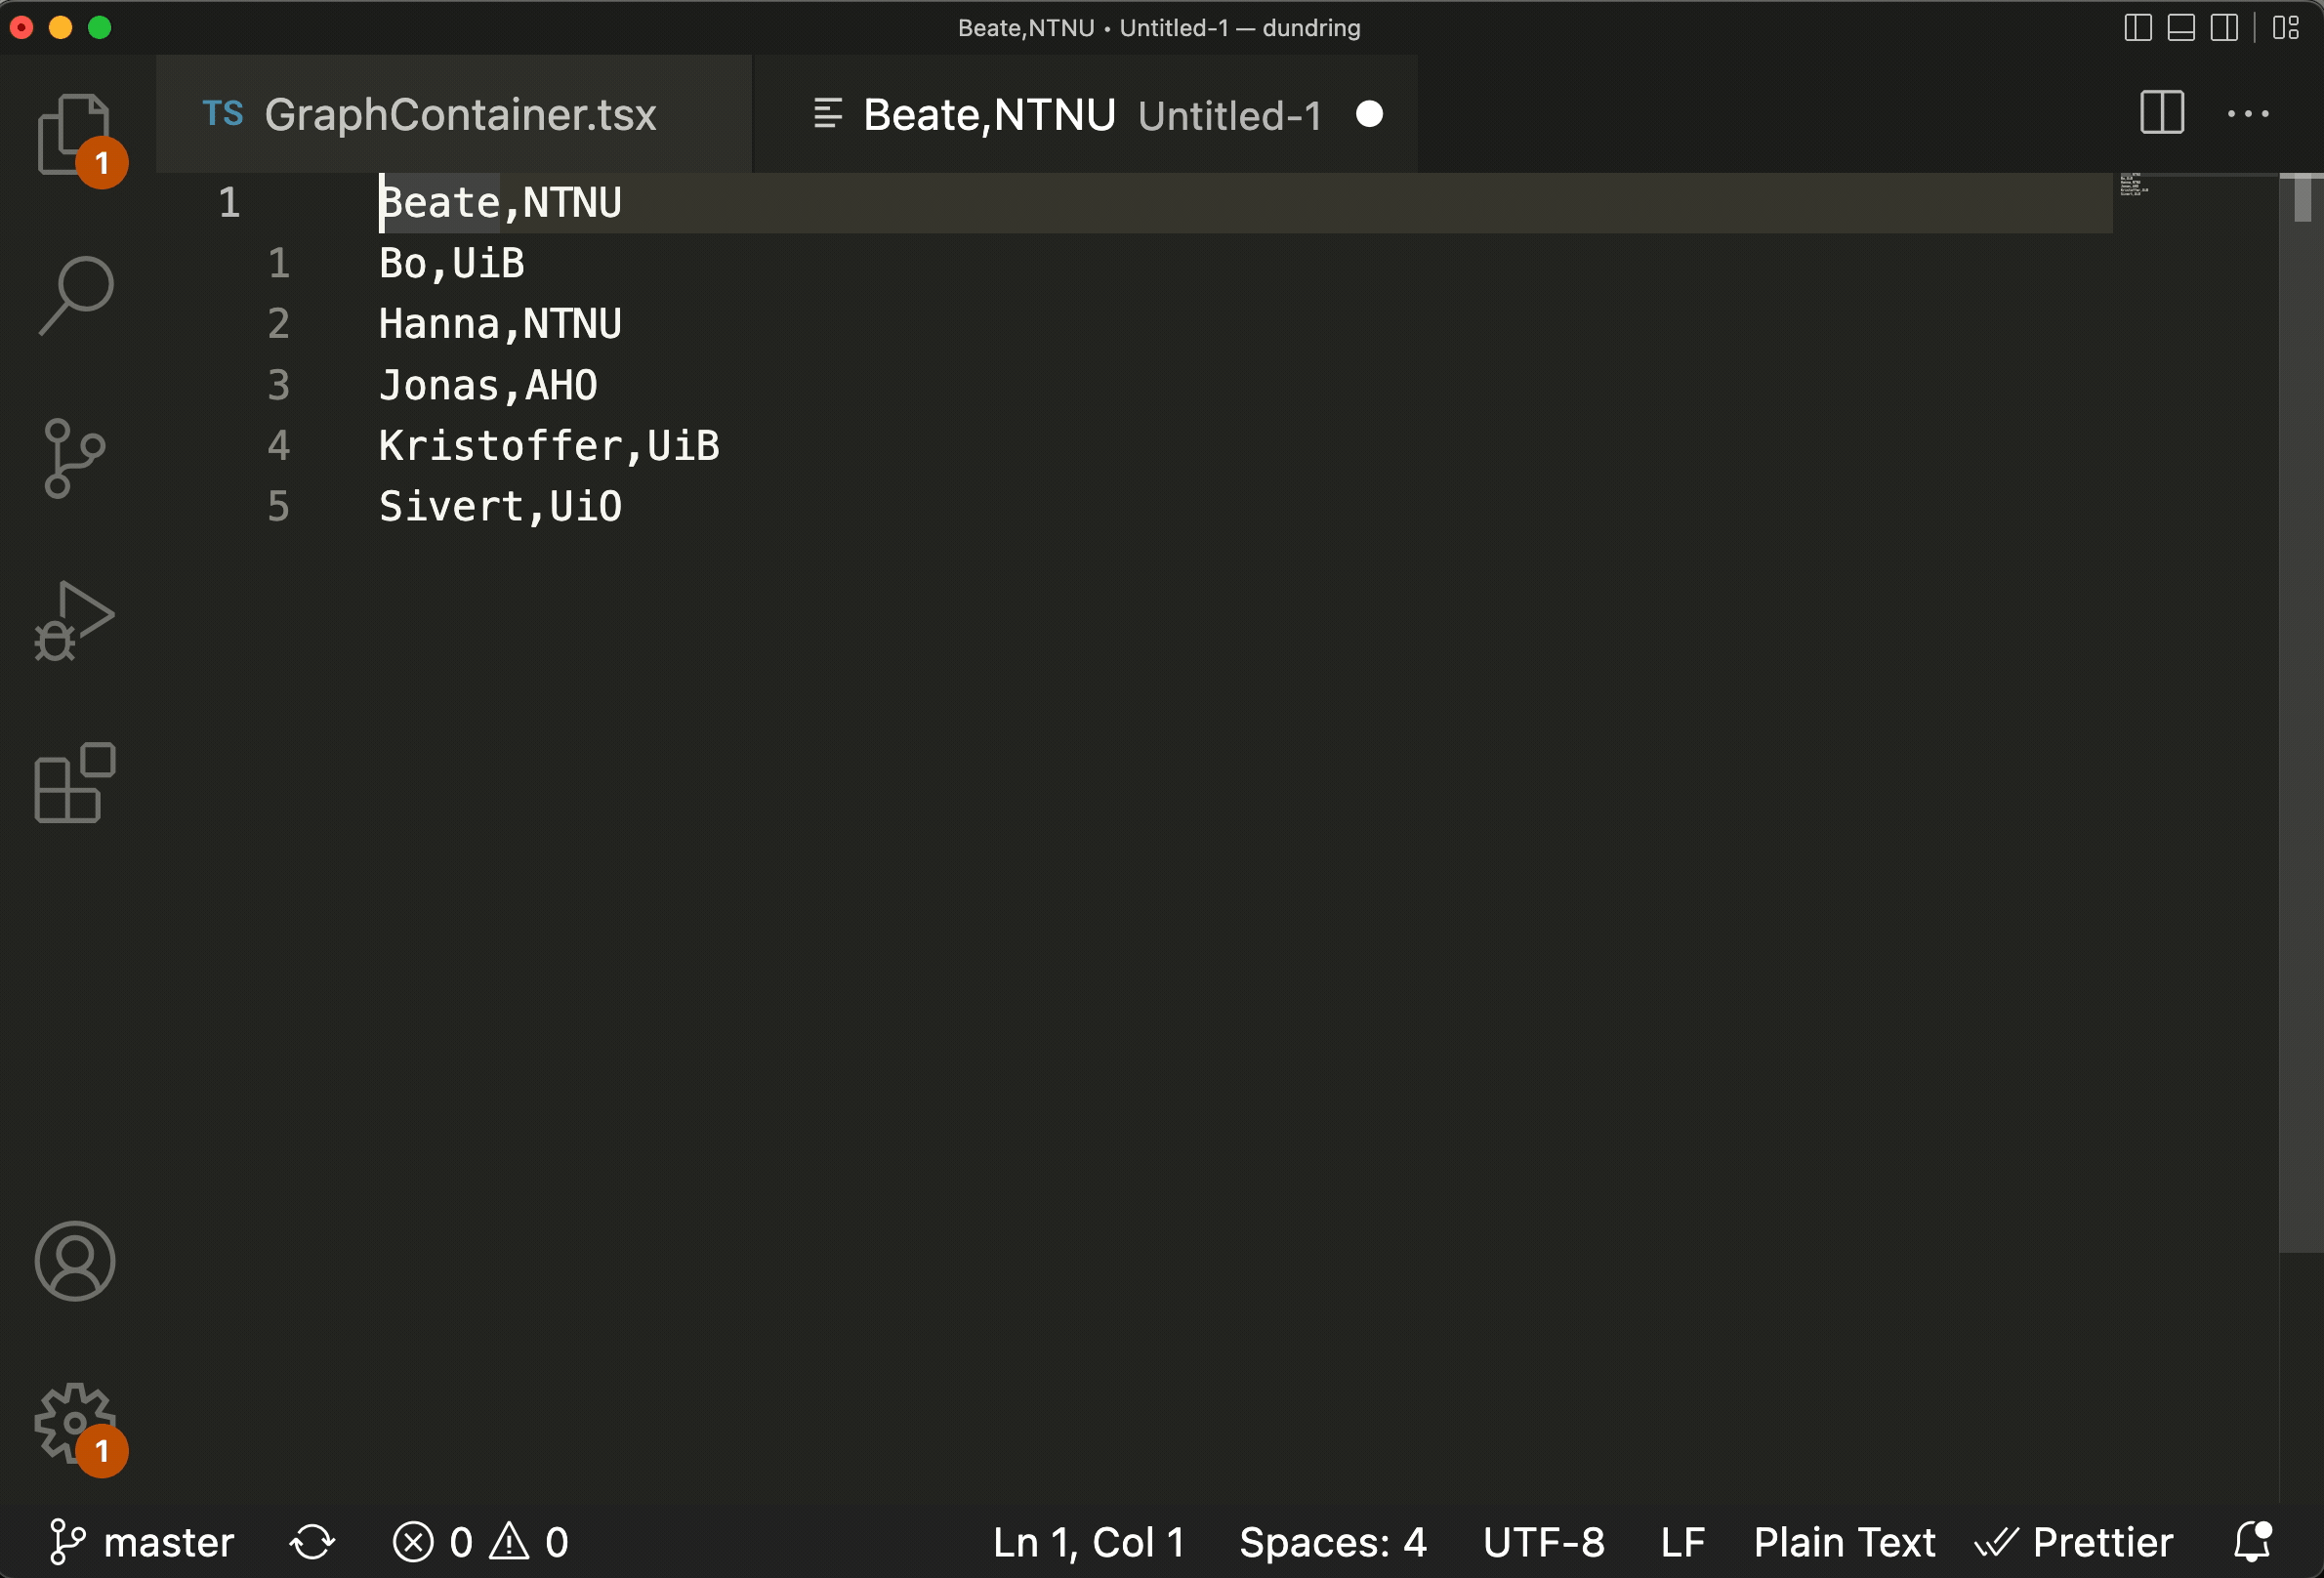 Beate,NTNU • Untitled-1 — dundring
TS GraphContainer.tsx
Beate,NTNU Untitled-1
1 Beate,NTNU
1 Bo,UiB
2 Hanna,NTNU
3 Jonas,AHO
4 Kristoffer,UiB
5 Sivert,UiO
1
1
master 0 0 Ln 1, Col 1 Spaces: 4 UTF-8 LF Plain Text Prettier